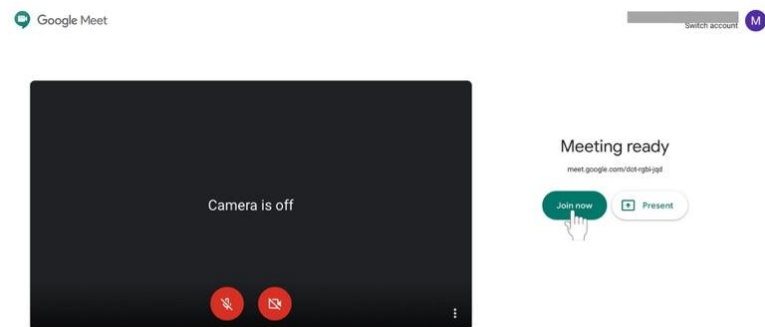 Google Meet
Switch account
M
Camera is off
Meeting ready
meet.google.com/dot-rgbi-jqd
Join now
Present